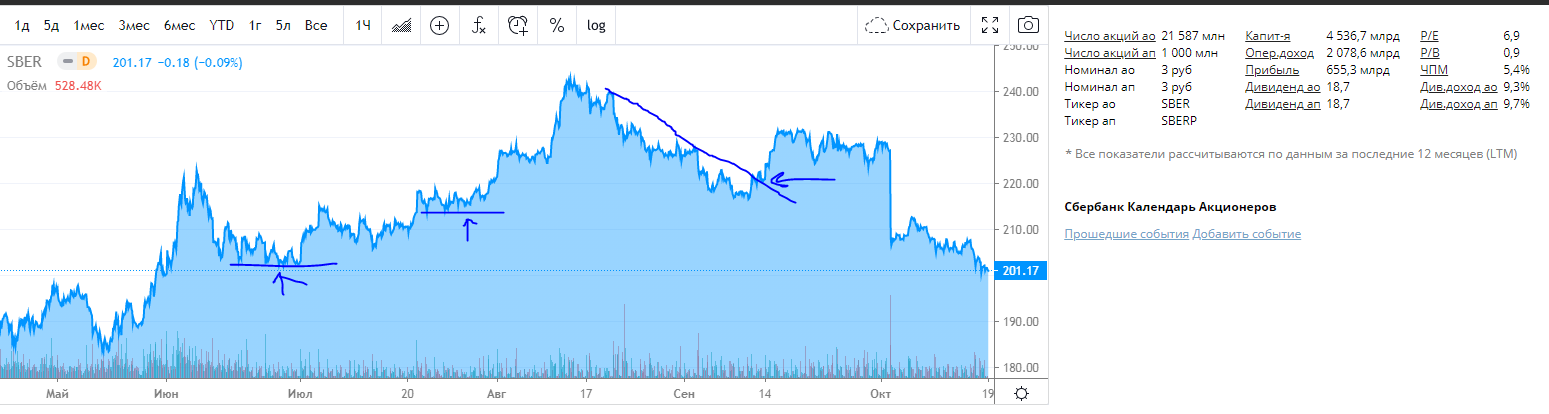 1д 5д 1мес 3мес 6мес YTD 1г 5л Все 1Ч % log Сохранить
SBER D 201.17 −0.18 (−0.09%)
Объём 528.48K
250.00
240.00
230.00
220.00
210.00
201.17
190.00
180.00
Май Июн Июл 20 Авг 17 Сен 14 Окт 19
Число акций ао 21 587 млн Капит-я 4 536,7 млрд P/E 6,9
Число акций ап 1 000 млн Опер.доход 2 078,6 млрд P/B 0,9
Номинал ао 3 руб Прибыль 655,3 млрд ЧПМ 5,4%
Номинал ап 3 руб Дивиденд ао 18,7 Див.доход ао 9,3%
Тикер ао SBER Дивиденд ап 18,7 Див.доход ап 9,7%
Тикер ап SBERP
* Все показатели рассчитываются по данным за последние 12 месяцев (LTM)
Сбербанк Календарь Акционеров
Прошедшие события Добавить событие